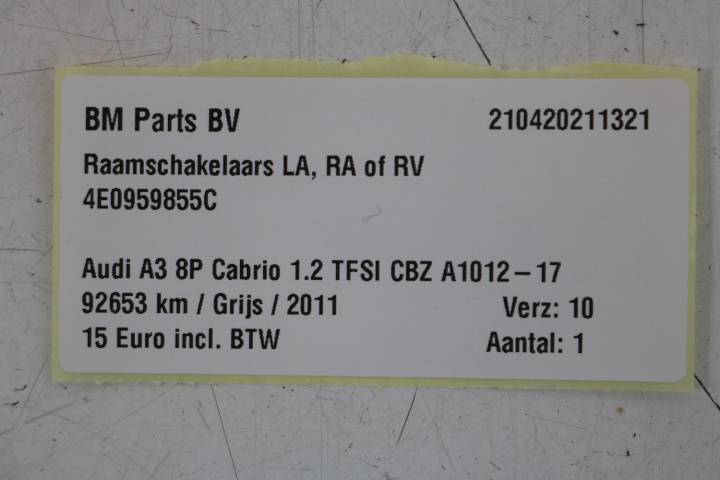 BM Parts BV 210420211321
Raamschakelaars LA, RA of RV
4E0959855C
Audi A3 8P Cabrio 1.2 TFSI CBZ A1012-17
92653 km / Grijs / 2011 Verz: 10
15 Euro incl. BTW Aantal: 1